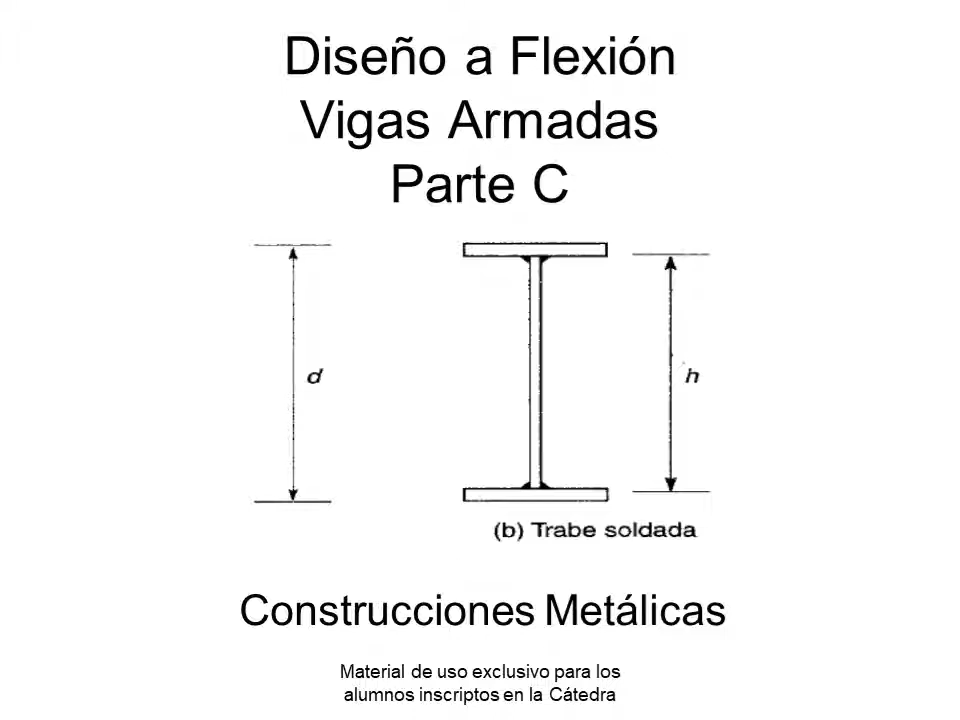 Diseño a Flexión
Vigas Armadas
Parte C
d
h
(b) Trabe soldada
Construcciones Metálicas
Material de uso exclusivo para los
alumnos inscriptos en la Cátedra